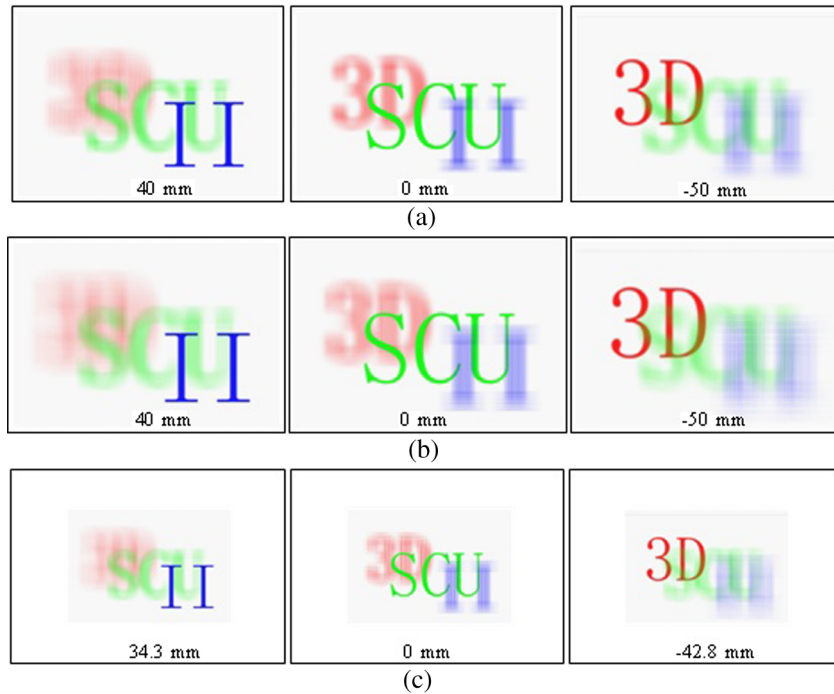 3D SCU II 3D SCU II 3D SCU II
40 mm 0 mm -50 mm
(a)
3D SCU II 3D SCU II 3D SCU II
40 mm 0 mm -50 mm
(b)
3D SCU II 3D SCU II 3D SCU II
34.3 mm 0 mm -42.8 mm
(c)